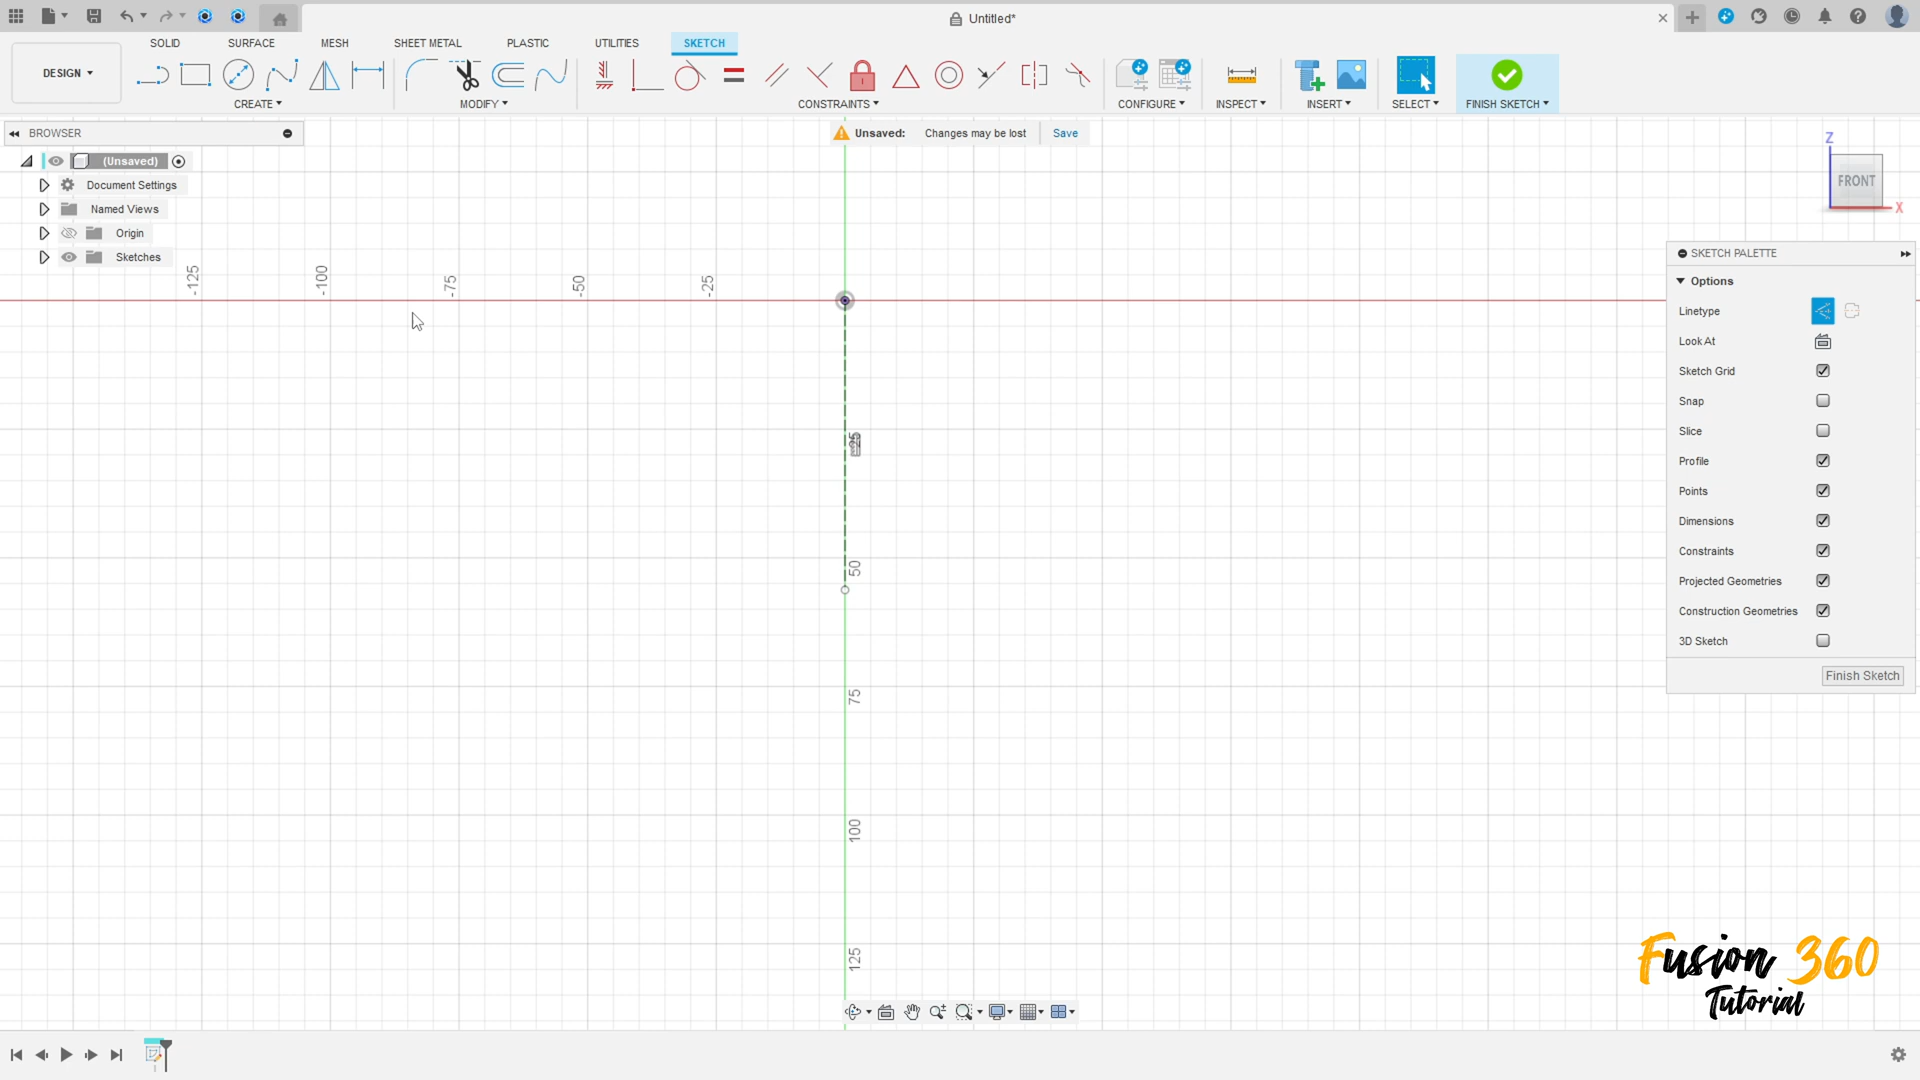 Untitled*
SOLID
SURFACE
MESH
SHEET METAL
PLASTIC
UTILITIES
SKETCH
DESIGN
CREATE
MODIFY
CONSTRAINTS
CONFIGURE
INSPECT
INSERT
SELECT
FINISH SKETCH
BROWSER
Unsaved: Changes may be lost Save
(Unsaved)
Document Settings
Named Views
Origin
Sketches
Z
FRONT
X
-125
-100
-75
-50
-25
50
75
100
125
SKETCH PALETTE
Options
Linetype
Look At
Sketch Grid
Snap
Slice
Profile
Points
Dimensions
Constraints
Projected Geometries
Construction Geometries
3D Sketch
Finish Sketch
Fusion 360
Tutorial